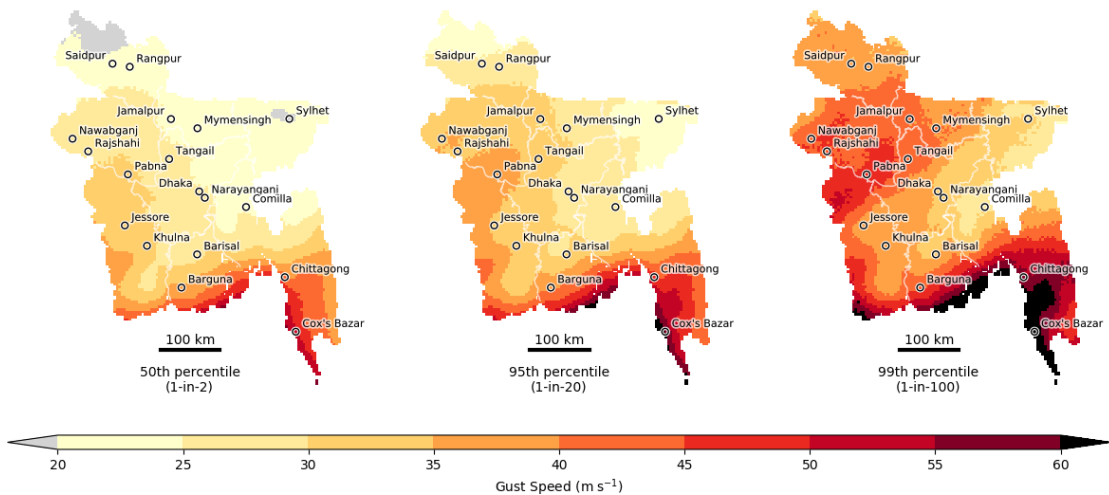 Saidpur
Rangpur
Jamalpur
Mymensingh
Sylhet
Nawabganj
Rajshahi
Tangail
Pabna
Dhaka
Narayanganj
Comilla
Jessore
Khulna
Barisal
Chittagong
Barguna
Cox's Bazar
100 km
50th percentile
(1-in-2)
Saidpur
Rangpur
Jamalpur
Mymensingh
Sylhet
Nawabganj
Rajshahi
Tangail
Pabna
Dhaka
Narayanganj
Comilla
Jessore
Khulna
Barisal
Chittagong
Barguna
Cox's Bazar
100 km
95th percentile
(1-in-20)
Saidpur
Rangpur
Jamalpur
Mymensingh
Sylhet
Nawabganj
Rajshahi
Tangail
Pabna
Dhaka
Narayanganj
Comilla
Jessore
Khulna
Barisal
Chittagong
Barguna
Cox's Bazar
100 km
99th percentile
(1-in-100)
20 25 30 35 40 45 50 55 60
Gust Speed (m s⁻¹)